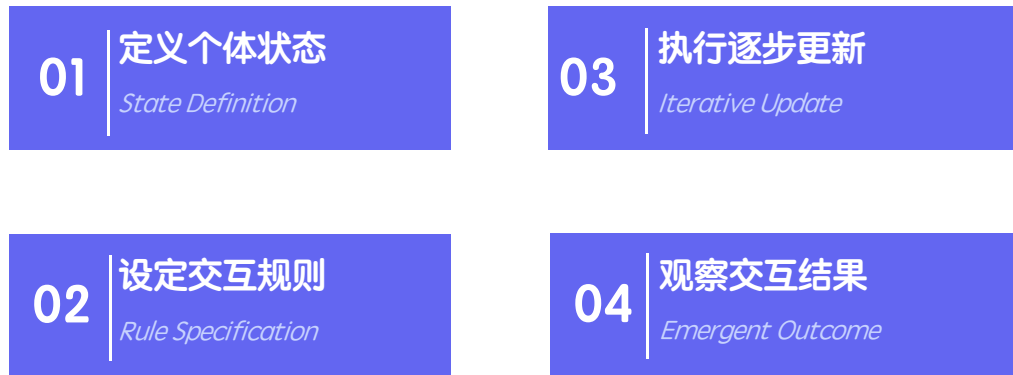 01
定义个体状态
State Definition
02
设定交互规则
Rule Specification
03
执行逐步更新
Iterative Update
04
观察交互结果
Emergent Outcome